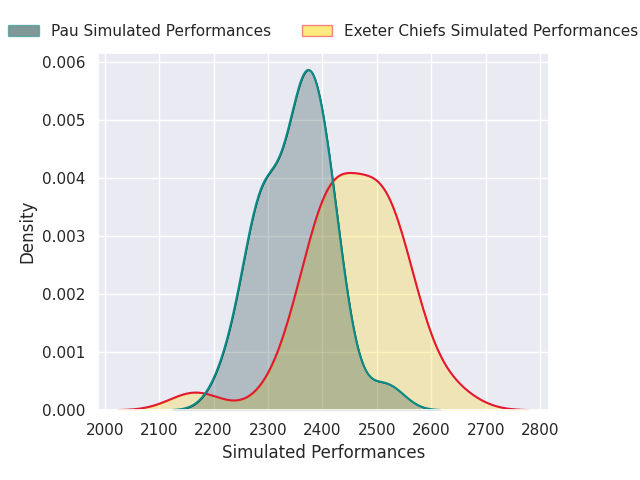 Pau Simulated Performances
Exeter Chiefs Simulated Performances
0.006
0.005
0.004
0.003
0.002
0.001
0.000
Density
2000 2100 2200 2300 2400 2500 2600 2700 2800
Simulated Performances